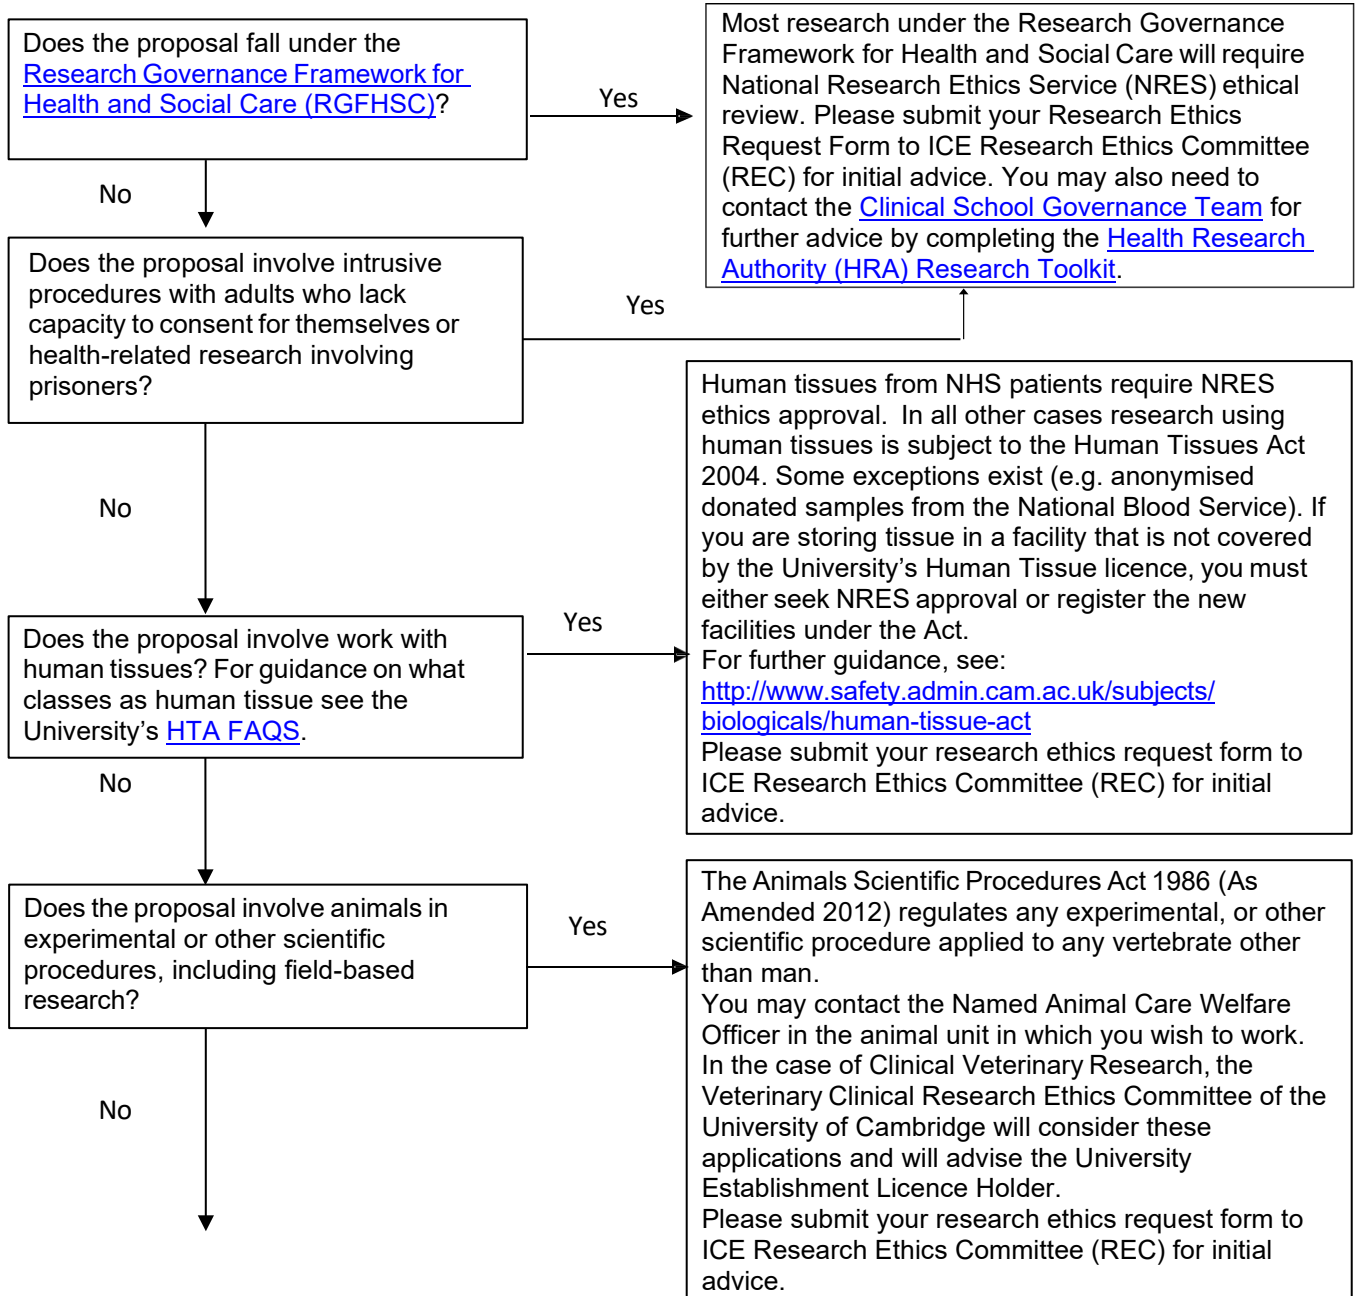 Does the proposal fall under the
Research Governance Framework for
Health and Social Care (RGFHSC)?
Yes
Most research under the Research Governance
Framework for Health and Social Care will require
National Research Ethics Service (NRES) ethical
review. Please submit your Research Ethics
Request Form to ICE Research Ethics Committee
(REC) for initial advice. You may also need to
contact the Clinical School Governance Team for
further advice by completing the Health Research
Authority (HRA) Research Toolkit.
No
Does the proposal involve intrusive
procedures with adults who lack
capacity to consent for themselves or
health-related research involving
prisoners?
Yes
No
Human tissues from NHS patients require NRES
ethics approval. In all other cases research using
human tissues is subject to the Human Tissues Act
2004. Some exceptions exist (e.g. anonymised
donated samples from the National Blood Service). If
you are storing tissue in a facility that is not covered
by the University's Human Tissue licence, you must
either seek NRES approval or register the new
facilities under the Act.
For further guidance, see:
http://www.safety.admin.cam.ac.uk/subjects/
biologicals/human-tissue-act
Please submit your research ethics request form to
ICE Research Ethics Committee (REC) for initial
advice.
Does the proposal involve work with
human tissues? For guidance on what
classes as human tissue see the
University's HTA FAQS.
Yes
No
Does the proposal involve animals in
experimental or other scientific
procedures, including field-based
research?
Yes
The Animals Scientific Procedures Act 1986 (As
Amended 2012) regulates any experimental, or other
scientific procedure applied to any vertebrate other
than man.
You may contact the Named Animal Care Welfare
Officer in the animal unit in which you wish to work.
In the case of Clinical Veterinary Research, the
Veterinary Clinical Research Ethics Committee of the
University of Cambridge will consider these
applications and will advise the University
Establishment Licence Holder.
Please submit your research ethics request form to
ICE Research Ethics Committee (REC) for initial
advice.
No